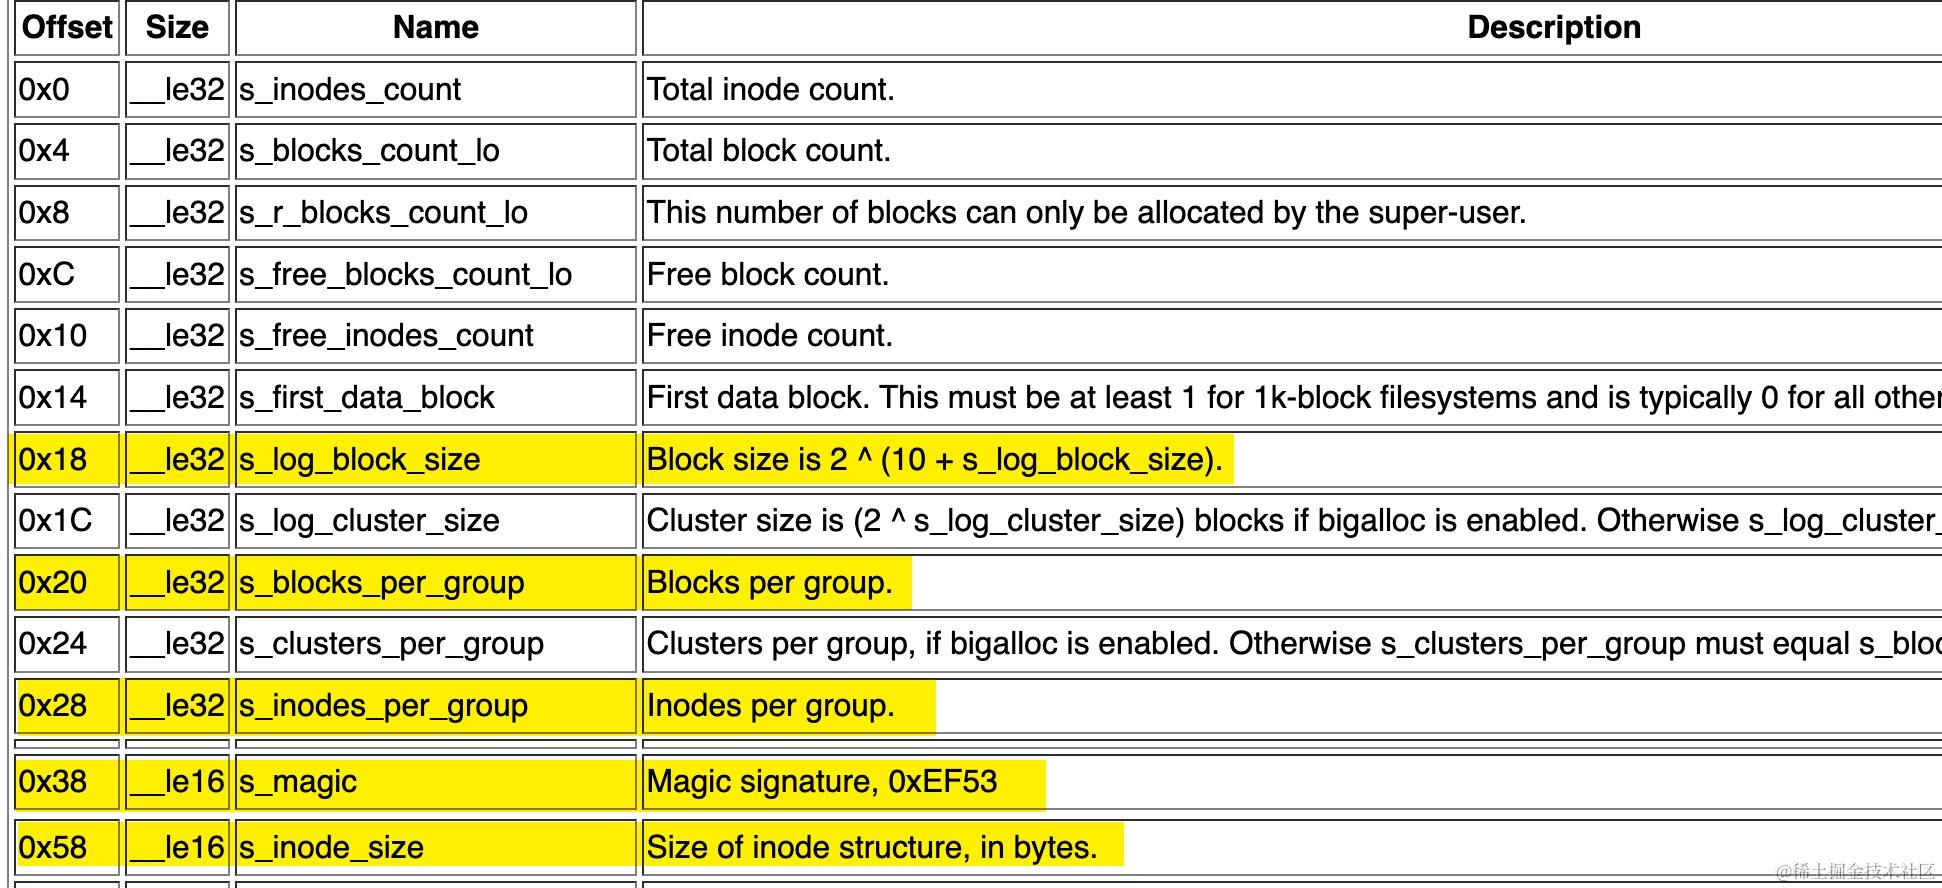 Offset Size Name Description
0x0 __le32 s_inodes_count Total inode count.
0x4 __le32 s_blocks_count_lo Total block count.
0x8 __le32 s_r_blocks_count_lo This number of blocks can only be allocated by the super-user.
0xC __le32 s_free_blocks_count_lo Free block count.
0x10 __le32 s_free_inodes_count Free inode count.
0x14 __le32 s_first_data_block First data block. This must be at least 1 for 1k-block filesystems and is typically 0 for all other
0x18 __le32 s_log_block_size Block size is 2 ^ (10 + s_log_block_size).
0x1C __le32 s_log_cluster_size Cluster size is (2 ^ s_log_cluster_size) blocks if bigalloc is enabled. Otherwise s_log_cluster_
0x20 __le32 s_blocks_per_group Blocks per group.
0x24 __le32 s_clusters_per_group Clusters per group, if bigalloc is enabled. Otherwise s_clusters_per_group must equal s_bloc
0x28 __le32 s_inodes_per_group Inodes per group.
0x38 __le16 s_magic Magic signature, 0xEF53
0x58 __le16 s_inode_size Size of inode structure, in bytes.
@稀土掘金技术社区